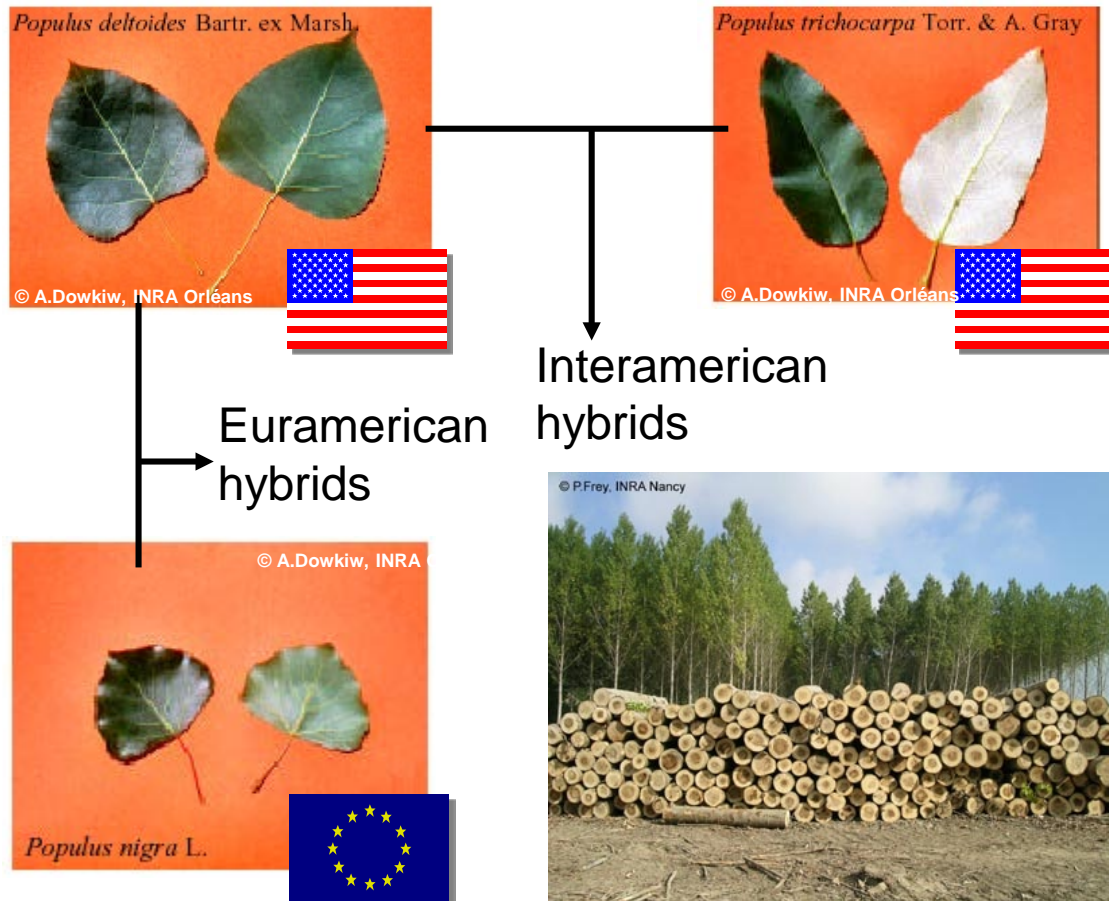 Populus deltoides Bartr. ex Marsh.
Populus trichocarpa Torr. & A. Gray
© A.Dowkiw, INRA Orléans
© A.Dowkiw, INRA Orléans
Interamerican
hybrids
Euramerican
hybrids
© P.Frey, INRA Nancy
© A.Dowkiw, INRA
Populus nigra L.